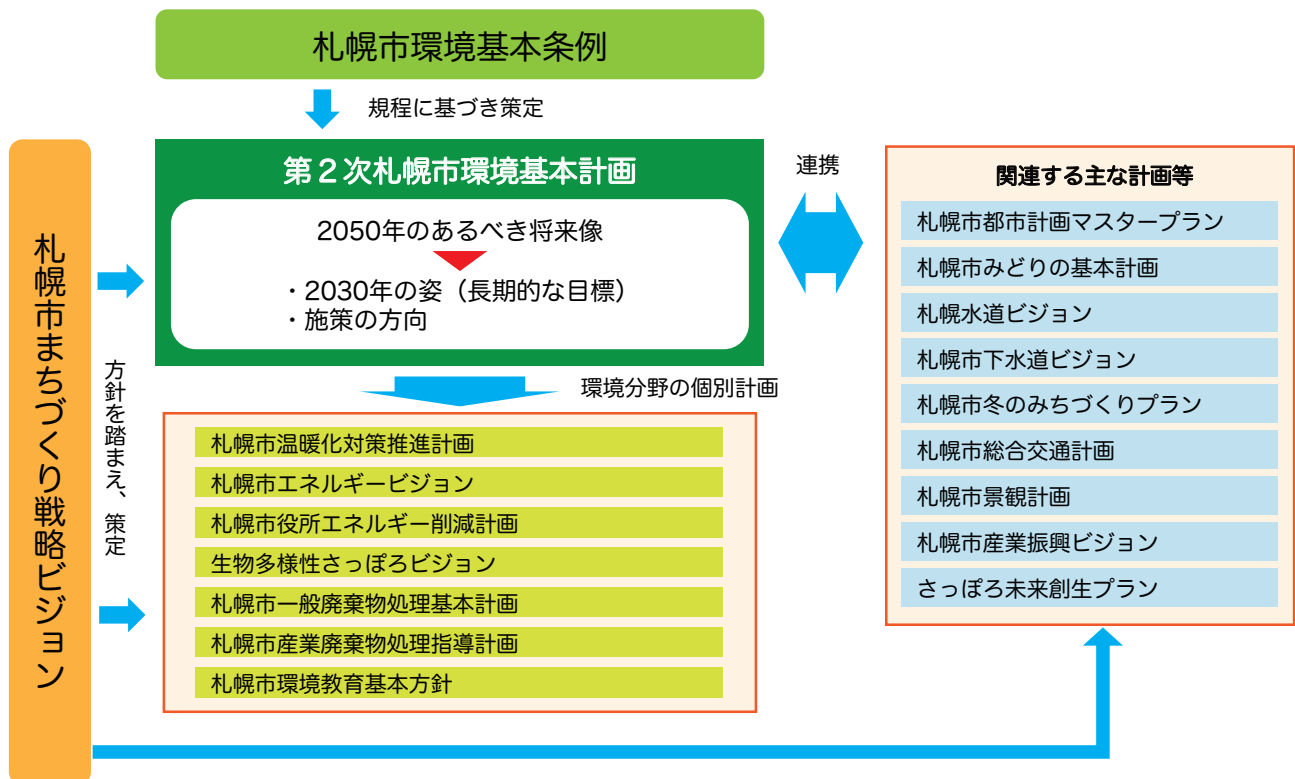 札幌市環境基本条例
規程に基づき策定
札幌市まちづくり戦略ビジョン
方針を踏まえ、策定
第２次札幌市環境基本計画
2050年のあるべき将来像
・2030年の姿（長期的な目標）
・施策の方向
連携
環境分野の個別計画
札幌市温暖化対策推進計画
札幌市エネルギービジョン
札幌市役所エネルギー削減計画
生物多様性さっぽろビジョン
札幌市一般廃棄物処理基本計画
札幌市産業廃棄物処理指導計画
札幌市環境教育基本方針
関連する主な計画等
札幌市都市計画マスタープラン
札幌市みどりの基本計画
札幌水道ビジョン
札幌市下水道ビジョン
札幌市冬のみちづくりプラン
札幌市総合交通計画
札幌市景観計画
札幌市産業振興ビジョン
さっぽろ未来創生プラン